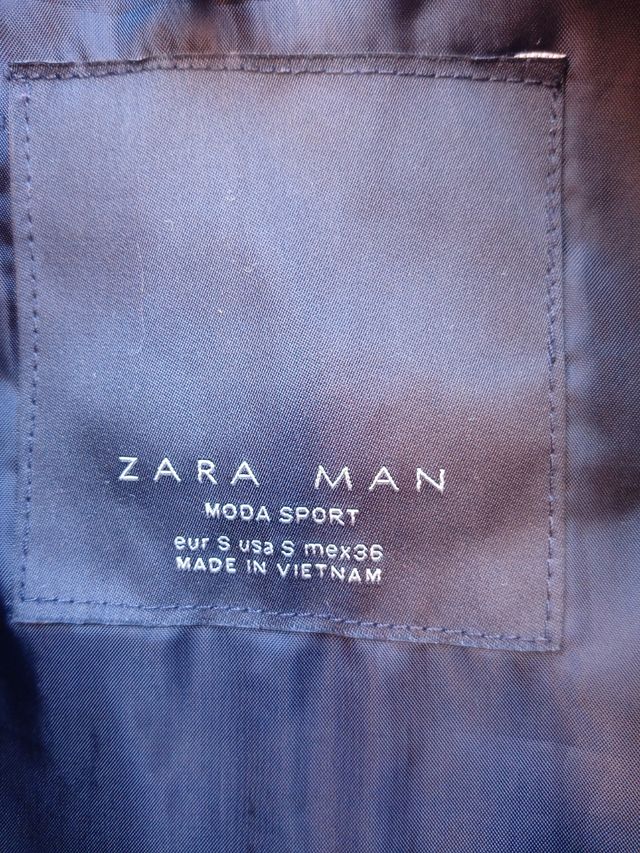 ZARA MAN
MODA SPORT
eur S usa S mex36
MADE IN VIETNAM